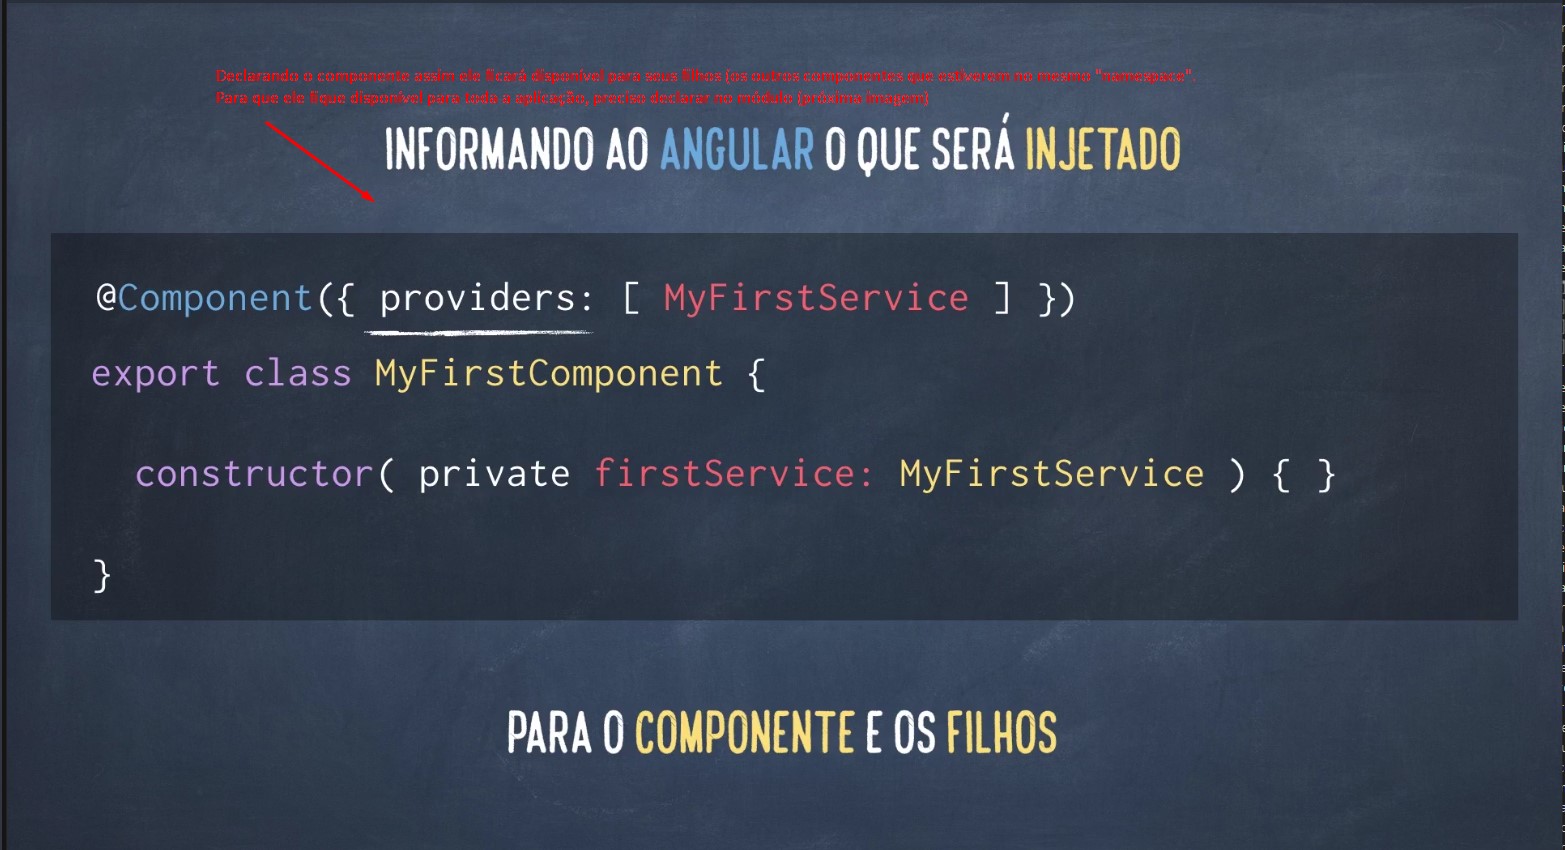 Declarando o componente assim ele ficará disponível para seus filhos (os outros componentes que estiverem no mesmo "namespace".
Para que ele fique disponível para toda a aplicação, preciso declarar no módulo (próxima imagem)
INFORMANDO AO ANGULAR O QUE SERÁ INJETADO
@Component({ providers: [ MyFirstService ] })
export class MyFirstComponent {
constructor( private firstService: MyFirstService ) { }
}
PARA O COMPONENTE E OS FILHOS